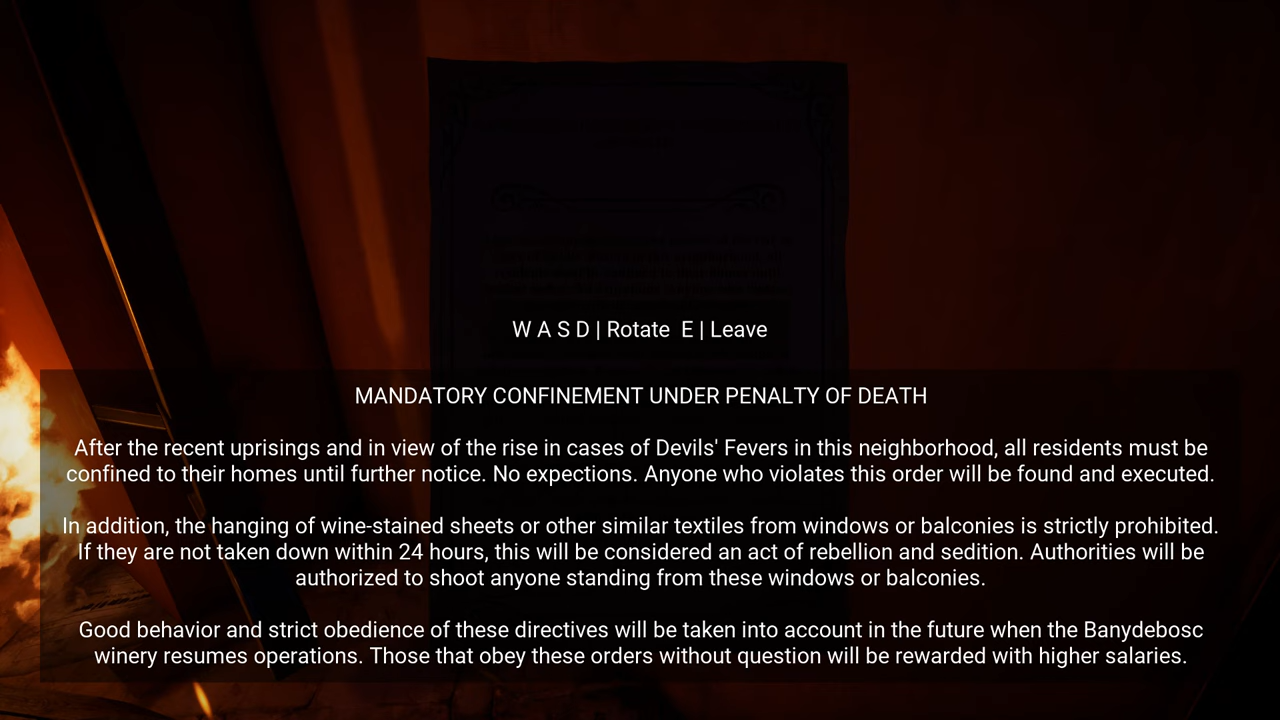 W A S D | Rotate  E | Leave
MANDATORY CONFINEMENT UNDER PENALTY OF DEATH
After the recent uprisings and in view of the rise in cases of Devils' Fevers in this neighborhood, all residents must be
confined to their homes until further notice. No expections. Anyone who violates this order will be found and executed.
In addition, the hanging of wine-stained sheets or other similar textiles from windows or balconies is strictly prohibited.
If they are not taken down within 24 hours, this will be considered an act of rebellion and sedition. Authorities will be
authorized to shoot anyone standing from these windows or balconies.
Good behavior and strict obedience of these directives will be taken into account in the future when the Banydebosc
winery resumes operations. Those that obey these orders without question will be rewarded with higher salaries.